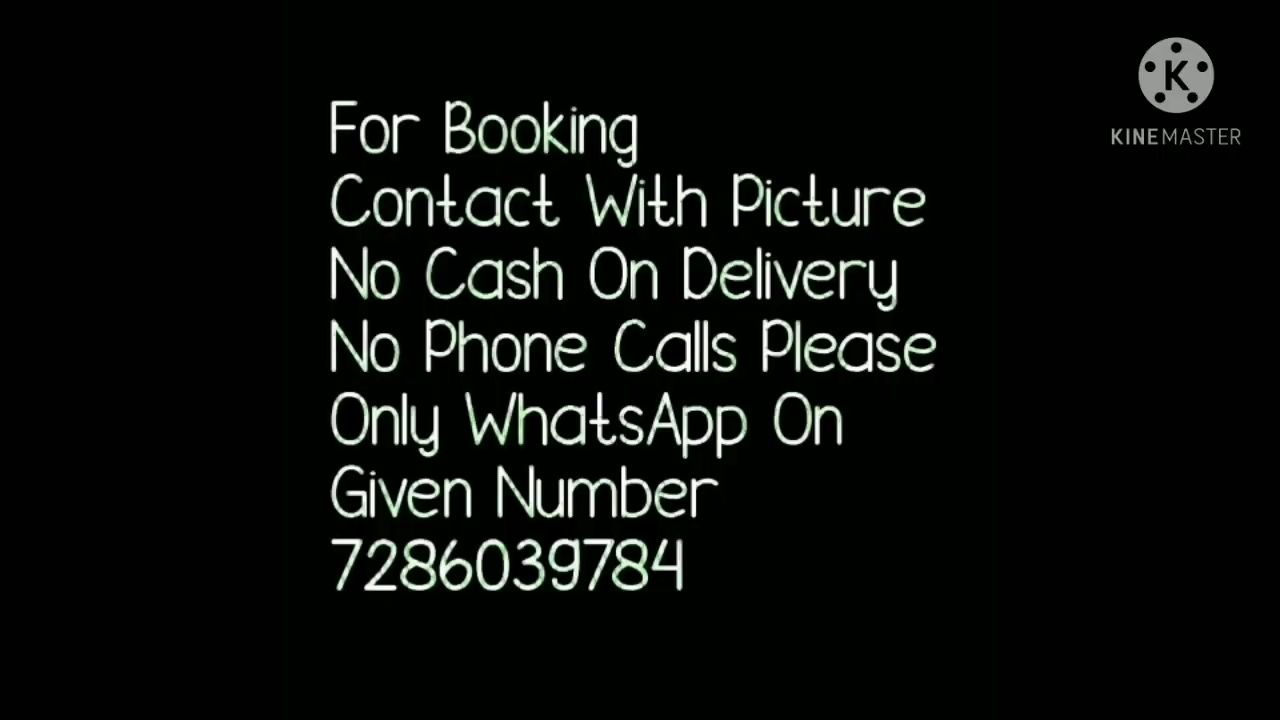 For Booking
Contact With Picture
No Cash On Delivery
No Phone Calls Please
Only WhatsApp On
Given Number
7286039784
K
KINEMASTER